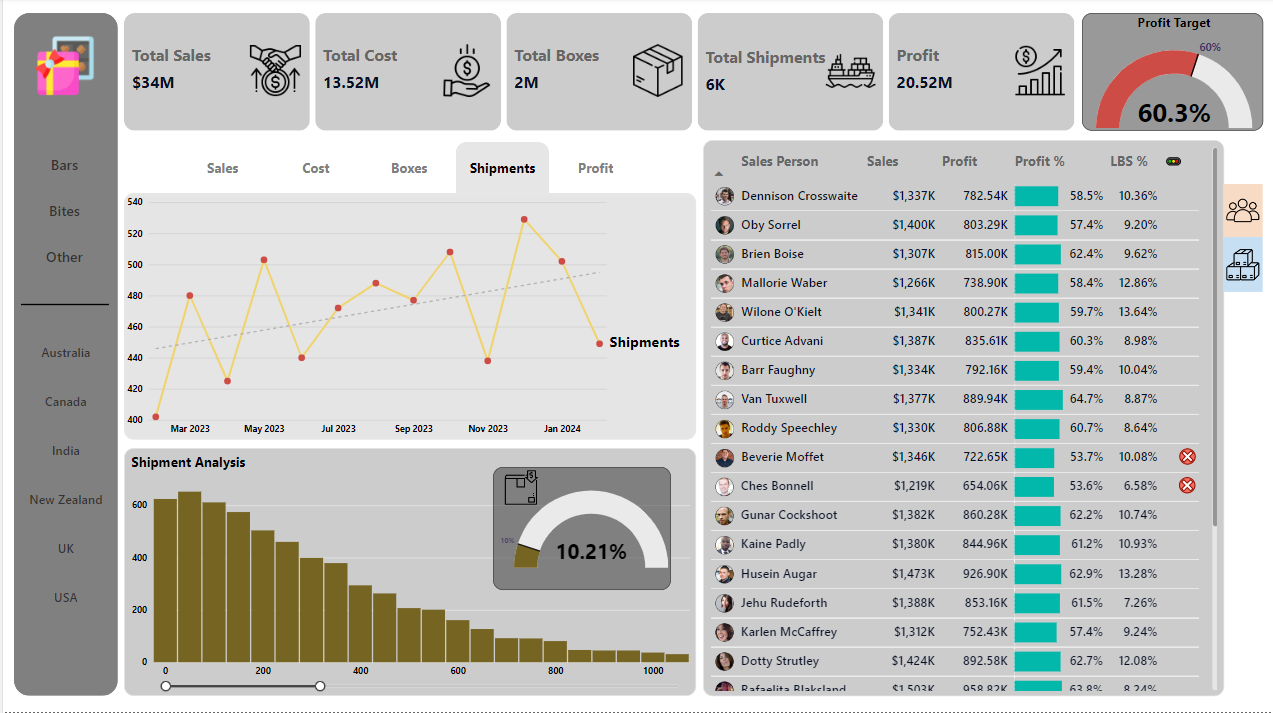 Total Sales
$34M
Total Cost
13.52M
Total Boxes
2M
Total Shipments
6K
Profit
20.52M
Profit Target
60%
60.3%
Bars
Bites
Other
Australia
Canada
India
New Zealand
UK
USA
Sales Cost Boxes Shipments Profit
540
520
500
480
460
440
420
400
Mar 2023 May 2023 Jul 2023 Sep 2023 Nov 2023 Jan 2024
Shipments
Shipment Analysis
600
400
200
0
0 200 400 600 800 1000
10%
10.21%
Sales Person Sales Profit Profit % LBS %
Dennison Crosswaite $1,337K 782.54K 58.5% 10.36%
Oby Sorrel $1,400K 803.29K 57.4% 9.20%
Brien Boise $1,307K 815.00K 62.4% 9.62%
Mallorie Waber $1,266K 738.90K 58.4% 12.86%
Wilone O'Kielt $1,341K 800.27K 59.7% 13.64%
Curtice Advani $1,387K 835.61K 60.3% 8.98%
Barr Faughny $1,334K 792.16K 59.4% 10.04%
Van Tuxwell $1,377K 889.94K 64.7% 8.87%
Roddy Speechley $1,330K 806.88K 60.7% 8.64%
Beverie Moffet $1,346K 722.65K 53.7% 10.08%
Ches Bonnell $1,219K 654.06K 53.6% 6.58%
Gunar Cockshoot $1,382K 860.28K 62.2% 10.74%
Kaine Padly $1,380K 844.96K 61.2% 10.93%
Husein Augar $1,473K 926.90K 62.9% 13.28%
Jehu Rudeforth $1,388K 853.16K 61.5% 7.26%
Karlen McCaffrey $1,312K 752.43K 57.4% 9.24%
Dotty Strutley $1,424K 892.58K 62.7% 12.08%
Rafaelita Blaksland $1,503K 958.82K 63.8% 8.24%